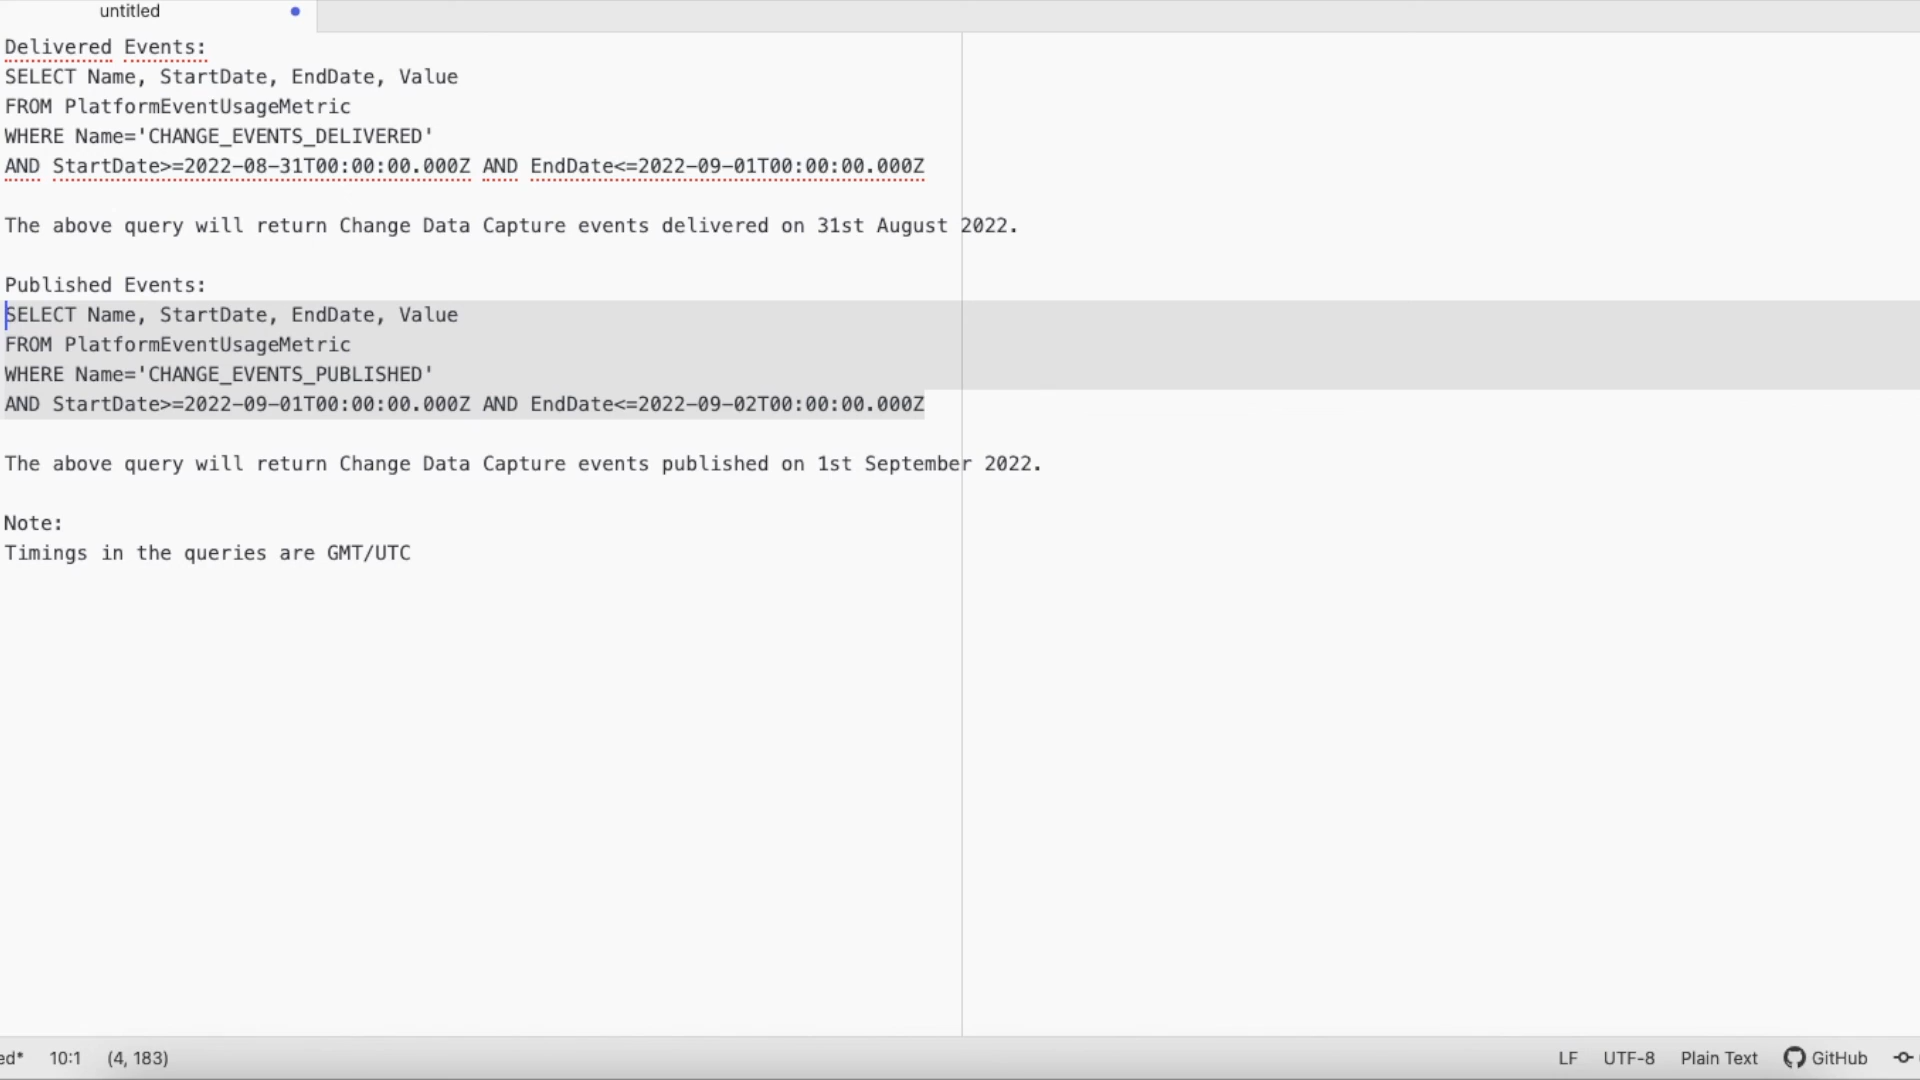 untitled
Delivered Events:
SELECT Name, StartDate, EndDate, Value
FROM PlatformEventUsageMetric
WHERE Name='CHANGE_EVENTS_DELIVERED'
AND StartDate>=2022-08-31T00:00:00.000Z AND EndDate<=2022-09-01T00:00:00.000Z
The above query will return Change Data Capture events delivered on 31st August 2022.
Published Events:
SELECT Name, StartDate, EndDate, Value
FROM PlatformEventUsageMetric
WHERE Name='CHANGE_EVENTS_PUBLISHED'
AND StartDate>=2022-09-01T00:00:00.000Z AND EndDate<=2022-09-02T00:00:00.000Z
The above query will return Change Data Capture events published on 1st September 2022.
Note:
Timings in the queries are GMT/UTC
ed* 10:1 (4, 183) LF UTF-8 Plain Text GitHub